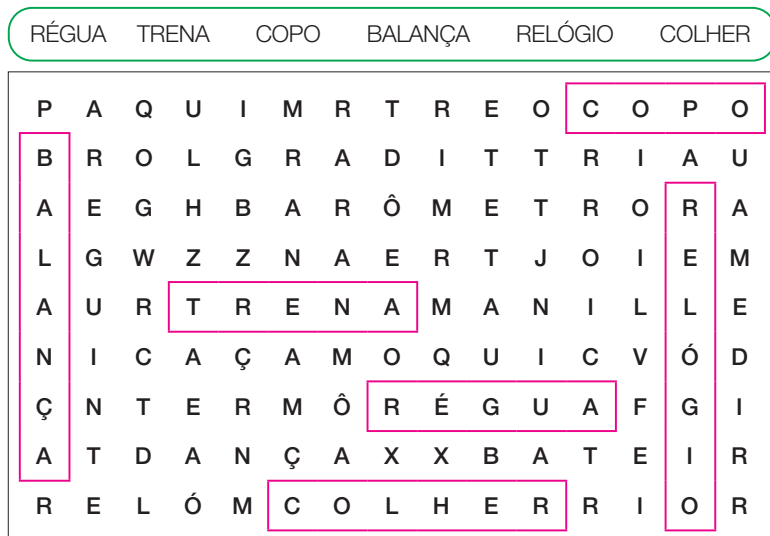 RÉGUA TRENA COPO BALANÇA RELÓGIO COLHER
P A Q U I M R T R E O C O P O
B R O L G R A D I T T R I A U
A E G H B A R Ô M E T R O R A
L G W Z Z N A E R T J O I E M
A U R T R E N A M A N I L L E
N I C A Ç A M O Q U I C V Ó D
Ç N T E R M Ô R É G U A F G I
A T D A N Ç A X X B A T E I R
R E L Ó M C O L H E R R I O R